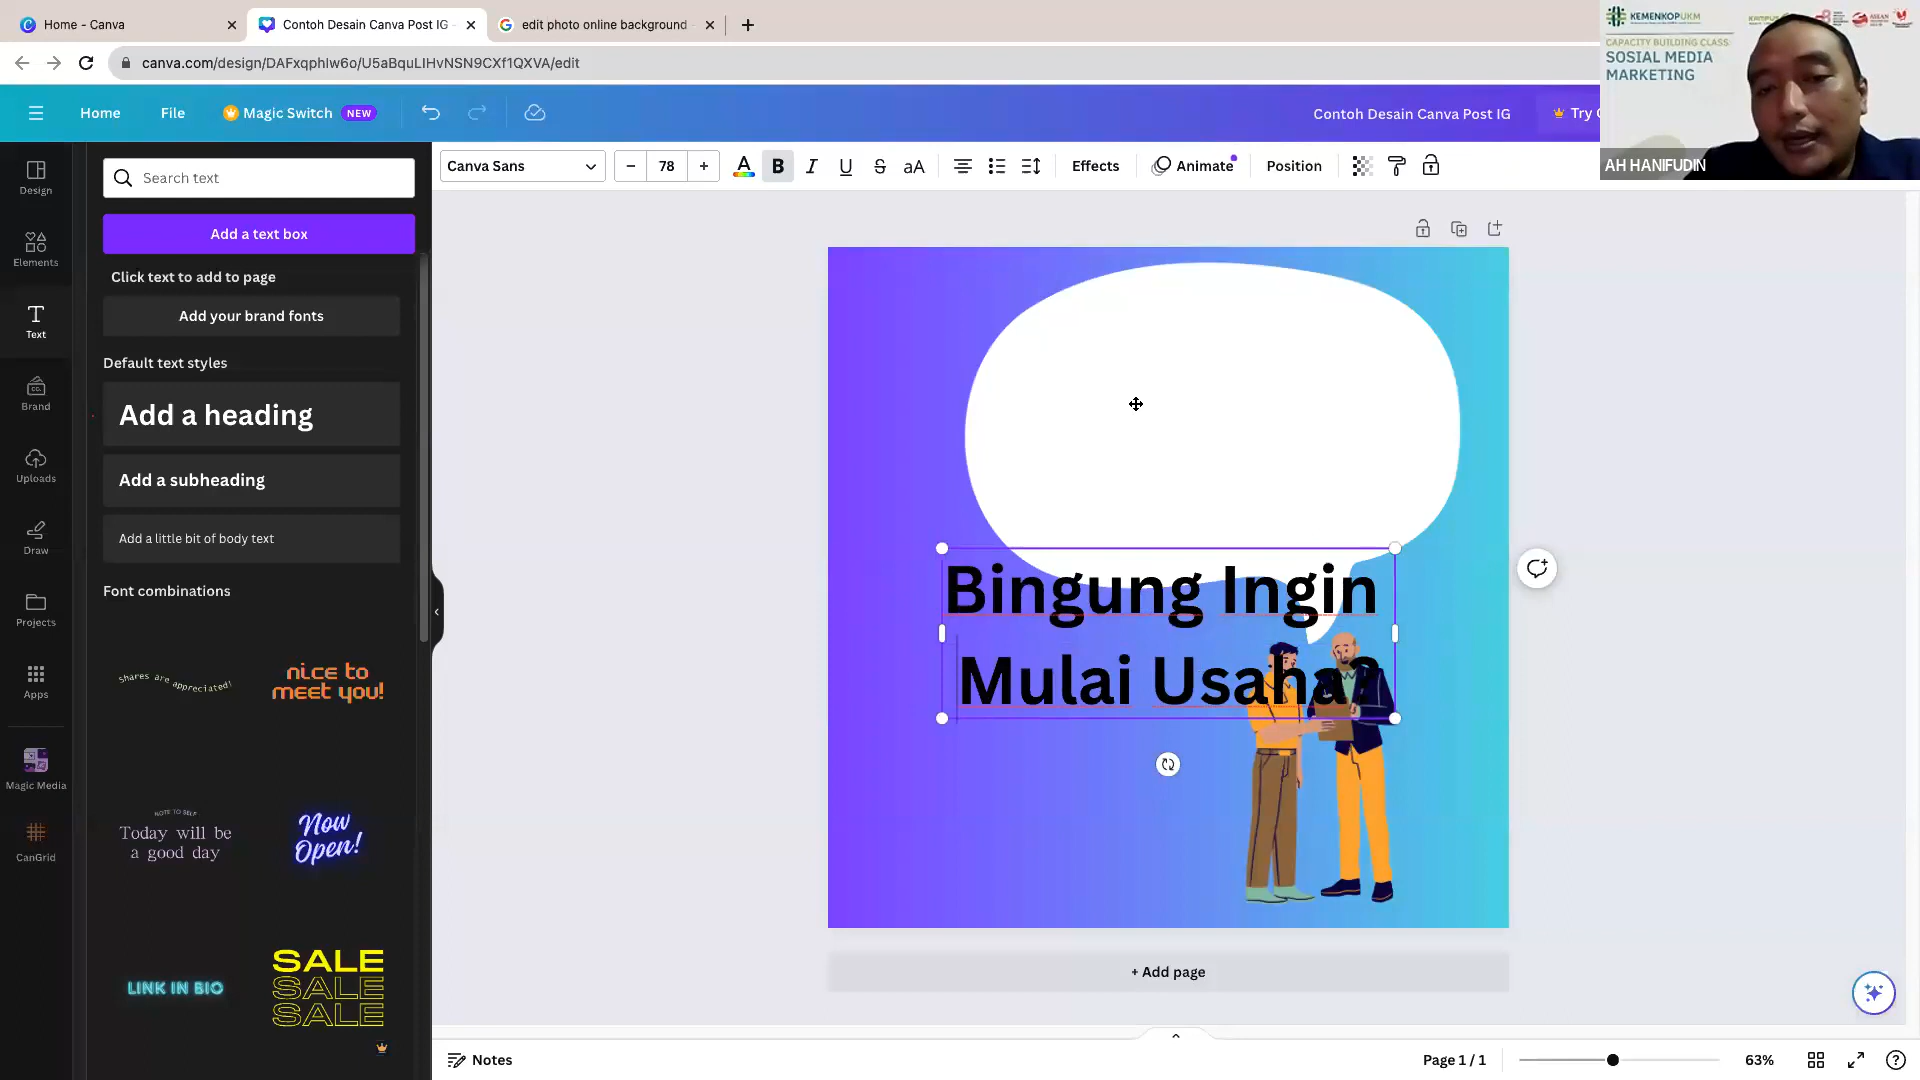 Home - Canva
Contoh Desain Canva Post IG -
edit photo online background
canva.com/design/DAFxqphIw6o/U5aBquLIHvNSN9CXf1QXVA/edit
KEMENKOPUKM
CAPACITY BUILDING CLASS:
SOSIAL MEDIA
MARKETING
AH HANIFUDIN
Home
File
Magic Switch NEW
Contoh Desain Canva Post IG
Try
Canva Sans
78
A B I U S aA
Effects
Animate
Position
Design
Elements
Text
Brand
Uploads
Draw
Projects
Apps
Magic Media
CanGrid
Search text
Add a text box
Click text to add to page
Add your brand fonts
Default text styles
Add a heading
Add a subheading
Add a little bit of body text
Font combinations
Shares are appreciated!
nice to
meet you!
NOTE TO SELF
Today will be
a good day
Now
Open!
LINK IN BIO
SALE
SALE
SALE
Bingung Ingin
Mulai Usaha?
+ Add page
Notes
Page 1 / 1
63%